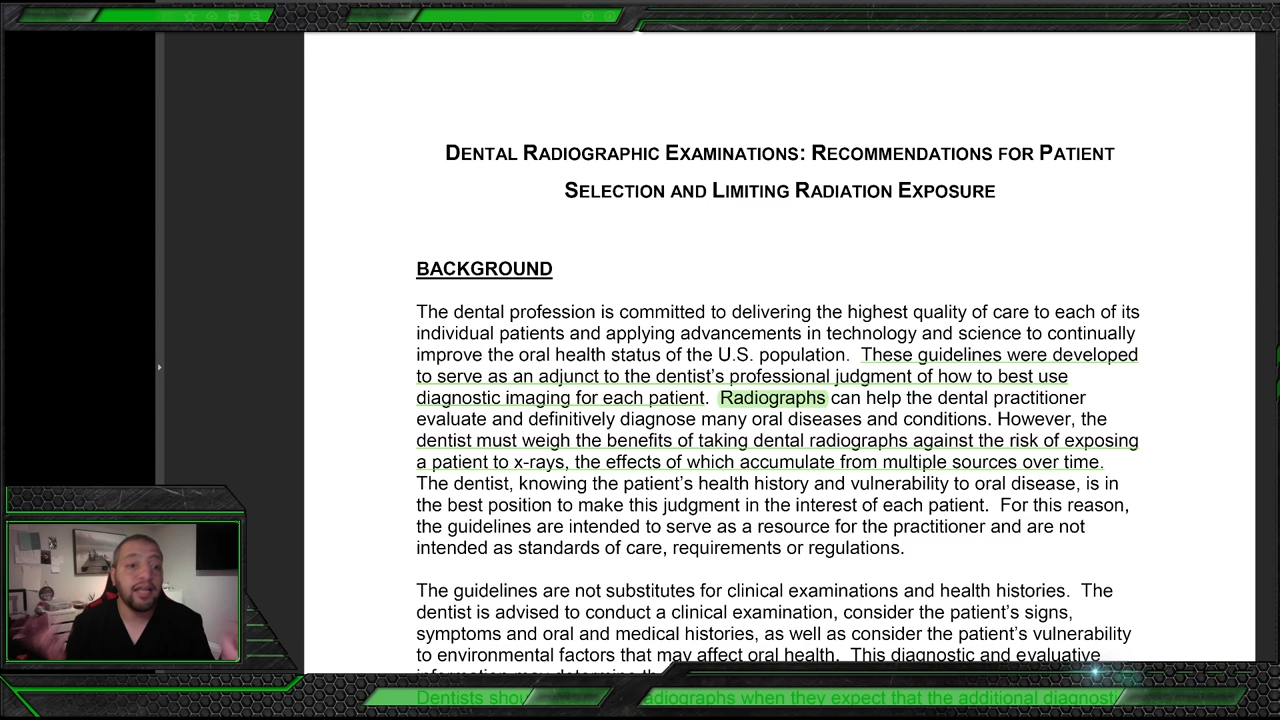 DENTAL RADIOGRAPHIC EXAMINATIONS: RECOMMENDATIONS FOR PATIENT
SELECTION AND LIMITING RADIATION EXPOSURE
BACKGROUND
The dental profession is committed to delivering the highest quality of care to each of its
individual patients and applying advancements in technology and science to continually
improve the oral health status of the U.S. population. These guidelines were developed
to serve as an adjunct to the dentist's professional judgment of how to best use
diagnostic imaging for each patient. Radiographs can help the dental practitioner
evaluate and definitively diagnose many oral diseases and conditions. However, the
dentist must weigh the benefits of taking dental radiographs against the risk of exposing
a patient to x-rays, the effects of which accumulate from multiple sources over time.
The dentist, knowing the patient's health history and vulnerability to oral disease, is in
the best position to make this judgment in the interest of each patient. For this reason,
the guidelines are intended to serve as a resource for the practitioner and are not
intended as standards of care, requirements or regulations.
The guidelines are not substitutes for clinical examinations and health histories. The
dentist is advised to conduct a clinical examination, consider the patient's signs,
symptoms and oral and medical histories, as well as consider the patient's vulnerability
to environmental factors that may affect oral health. This diagnostic and evaluative
Dentists radiographs when they expect that the additional